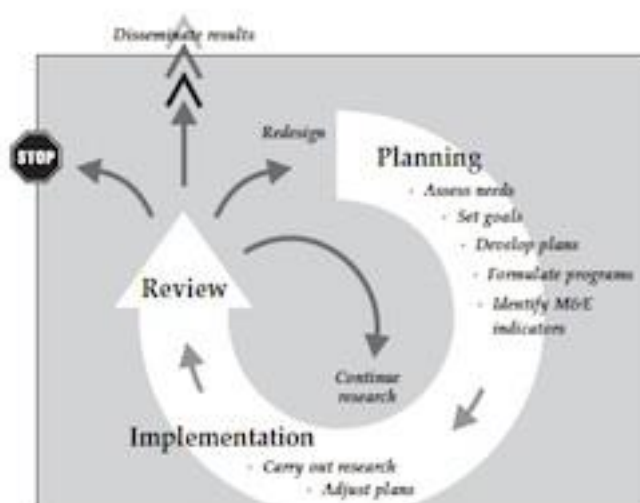 Disseminate results
STOP
Redesign
Planning
· Assess needs
· Set goals
· Develop plans
· Formulate programs
· Identify M&E
indicators
Review
Continue
research
Implementation
· Carry out research
· Adjust plans